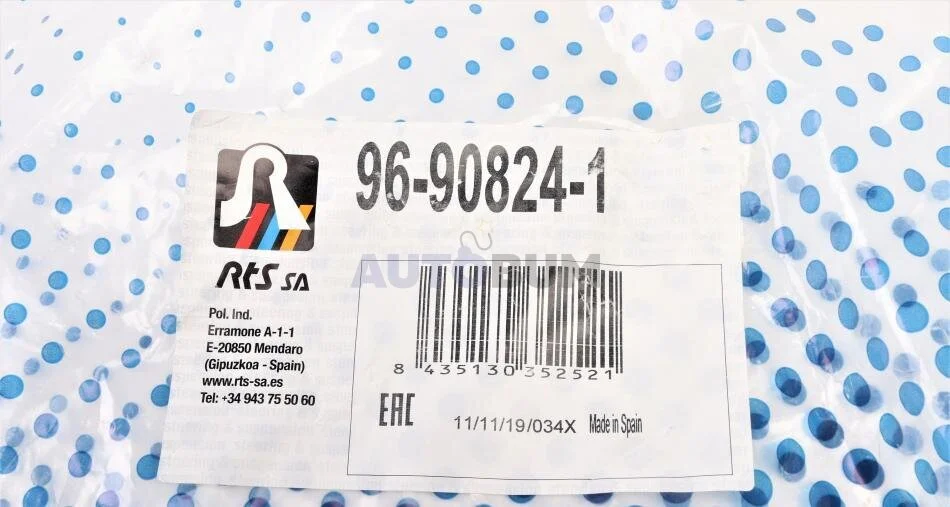 96-90824-1
RTS SA
Pol. Ind.
Erramone A-1-1
E-20850 Mendaro
(Gipuzkoa - Spain)
www.rts-sa.es
Tel: +34 943 75 50 60
AUTOBUM
8 435130 352521
EAC
11/11/19/034X Made in Spain